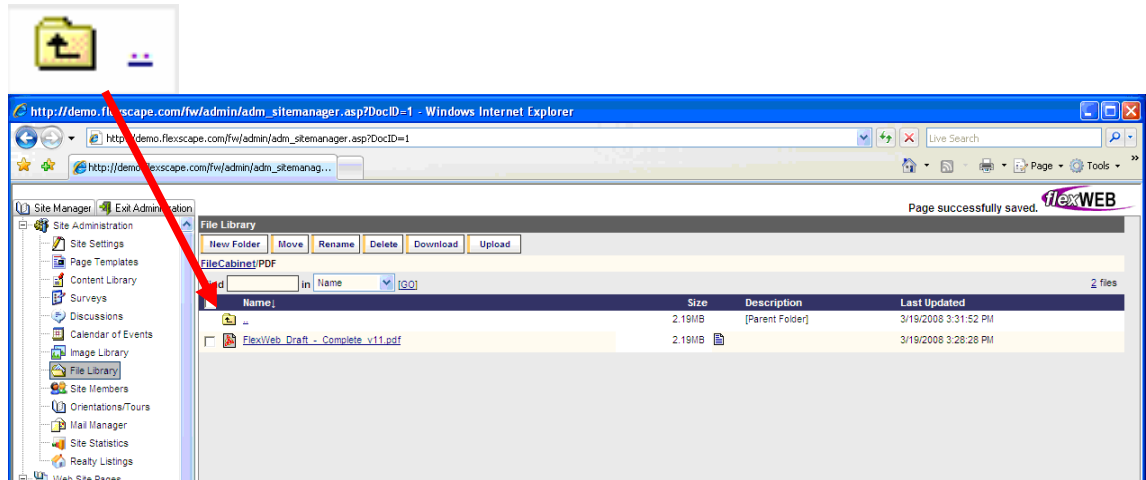 ..
http://demo.flexscape.com/fw/admin/adm_sitemanager.asp?DocID=1 - Windows Internet Explorer
http://demo.flexscape.com/fw/admin/adm_sitemanager.asp?DocID=1
Live Search
http://demo.flexscape.com/fw/admin/adm_sitemanag...
Page Tools
Site Manager Exit Administration
Page successfully saved. flexWEB
Site Administration
File Library
Site Settings
New Folder Move Rename Delete Download Upload
Page Templates
FileCabinet/PDF
Content Library
Find in Name [GO] 2 files
Surveys
Name Size Description Last Updated
Discussions
.. 2.19MB [Parent Folder] 3/19/2008 3:31:52 PM
Calendar of Events
FlexWeb Draft - Complete v11.pdf 2.19MB 3/19/2008 3:28:28 PM
Image Library
File Library
Site Members
Orientations/Tours
Mail Manager
Site Statistics
Realty Listings
Web Site Pages